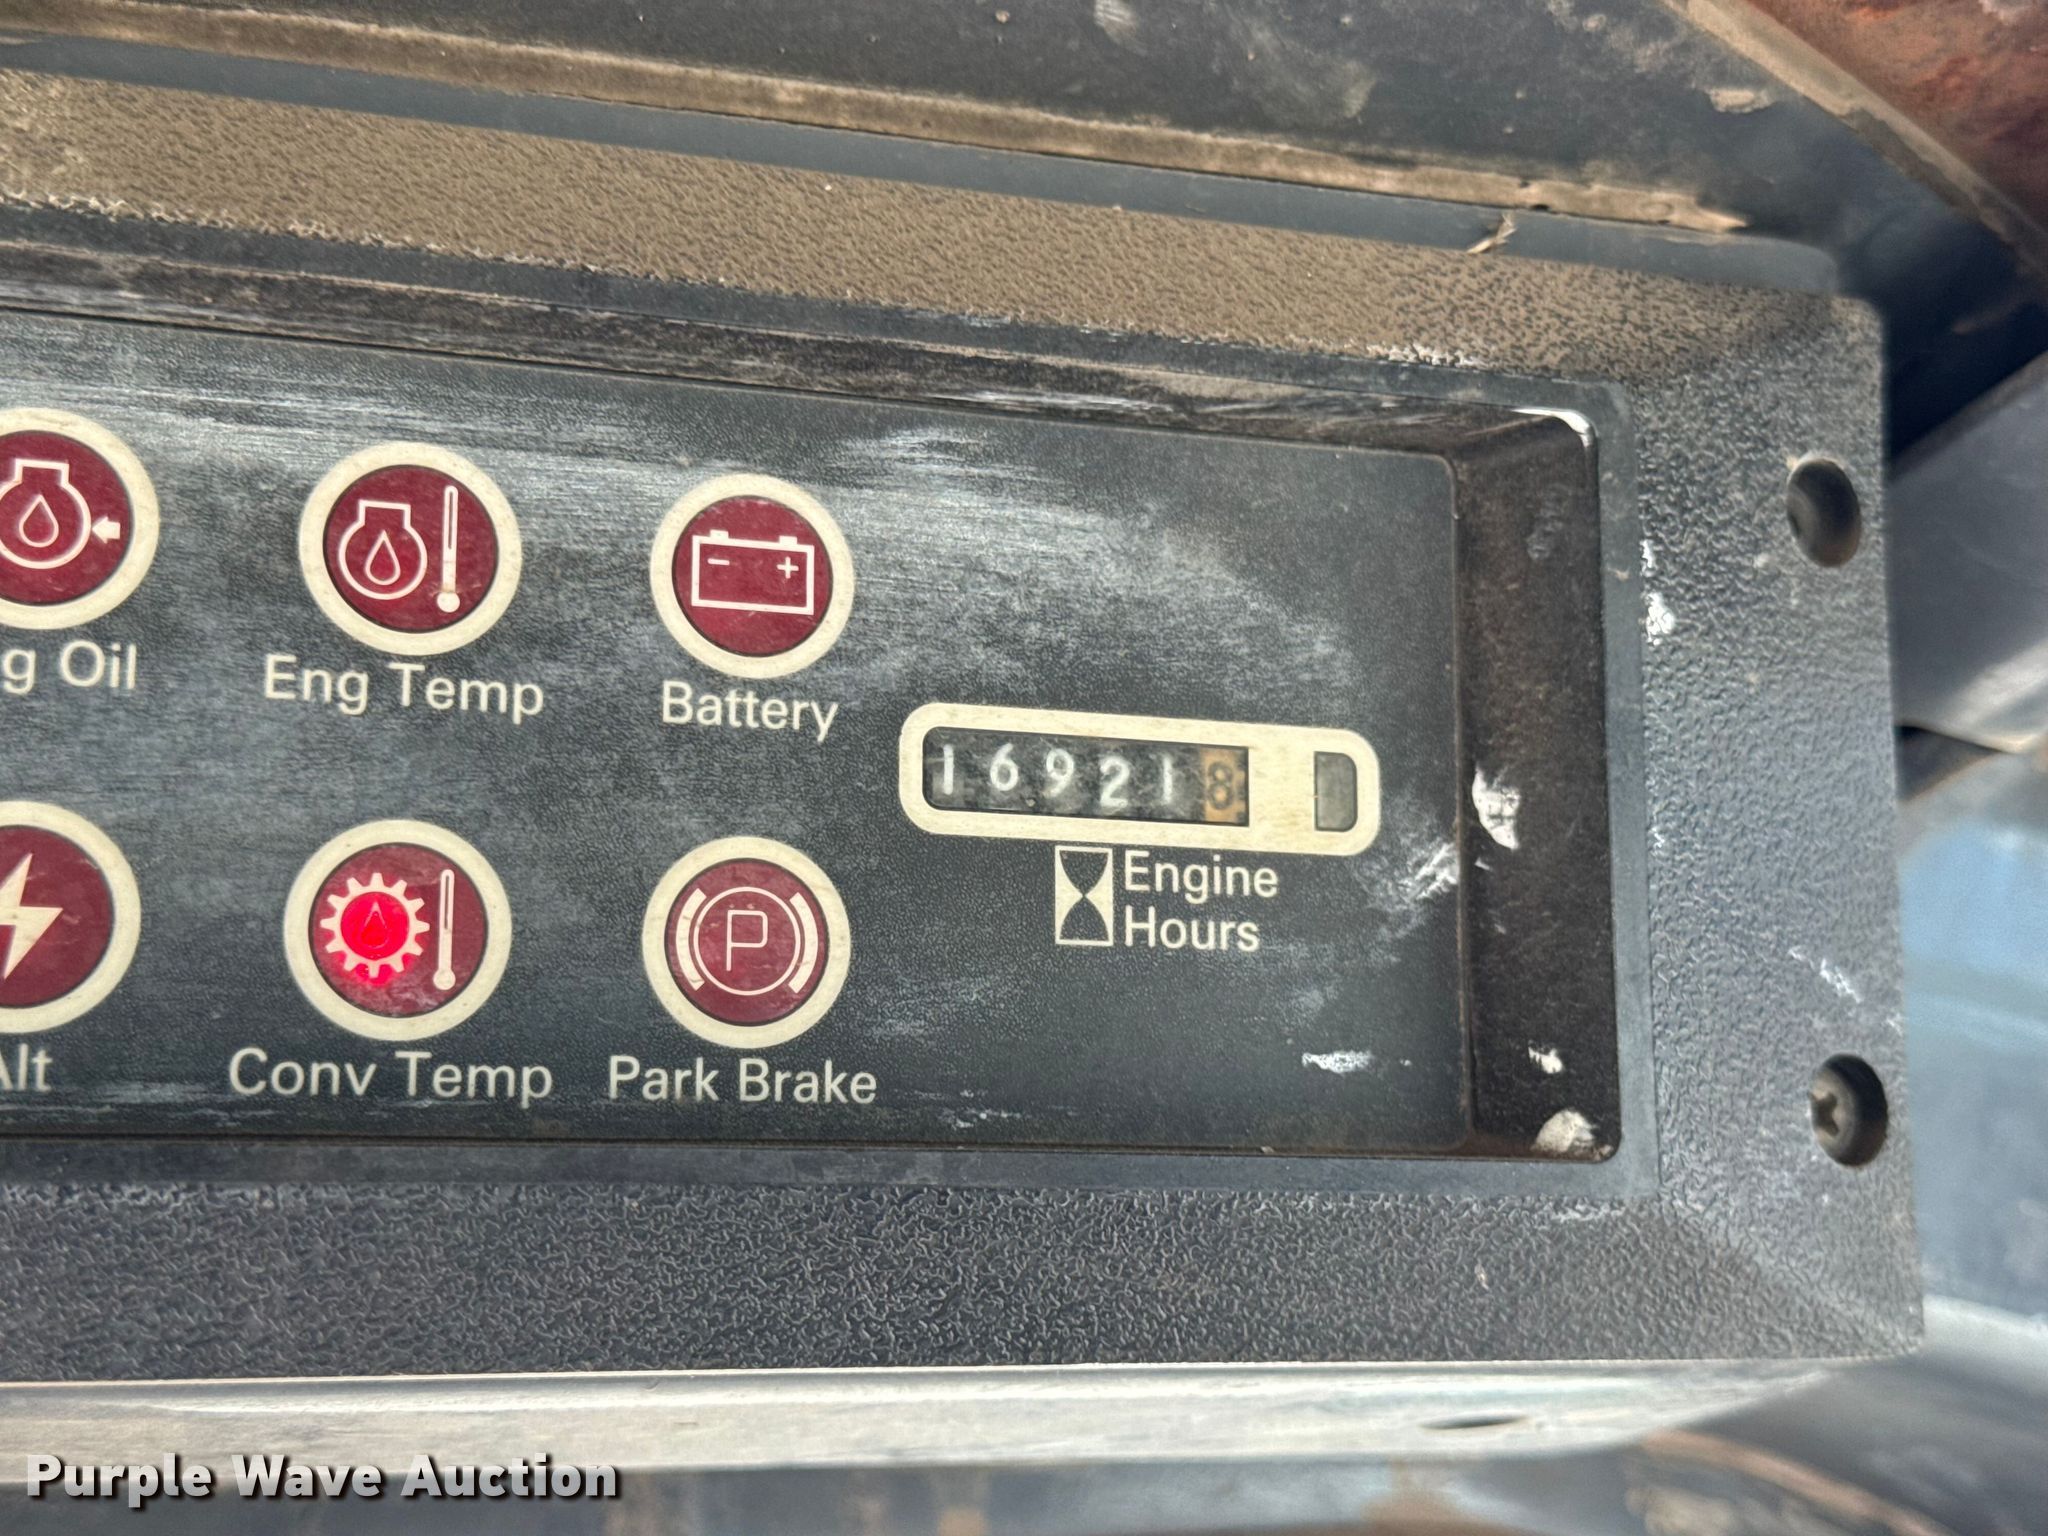 g Oil
Eng Temp
Battery
- +
169218
Engine
Hours
P
Alt
Conv Temp
Park Brake
Purple Wave Auction